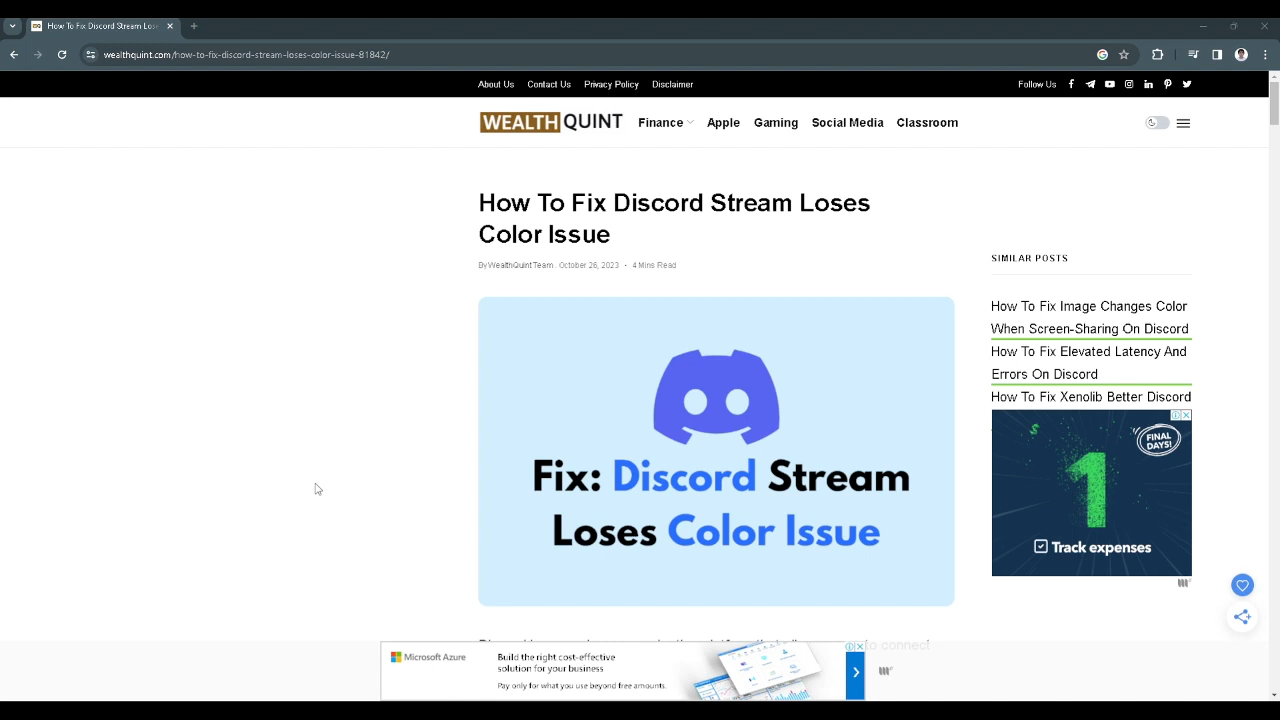 How To Fix Discord Stream Loses
wealthquint.com/how-to-fix-discord-stream-loses-color-issue-81842/
About Us Contact Us Privacy Policy Disclaimer
Follow Us
WEALTH QUINT
Finance Apple Gaming Social Media Classroom
How To Fix Discord Stream Loses
Color Issue
By WealthQuint Team . October 26, 2023 • 4 Mins Read
Fix: Discord Stream
Loses Color Issue
SIMILAR POSTS
How To Fix Image Changes Color
When Screen-Sharing On Discord
How To Fix Elevated Latency And
Errors On Discord
How To Fix Xenolib Better Discord
FINAL
DAYS!
1
Track expenses
to connect
Microsoft Azure
Build the right cost-effective
solution for your business
Pay only for what you use beyond free amounts.